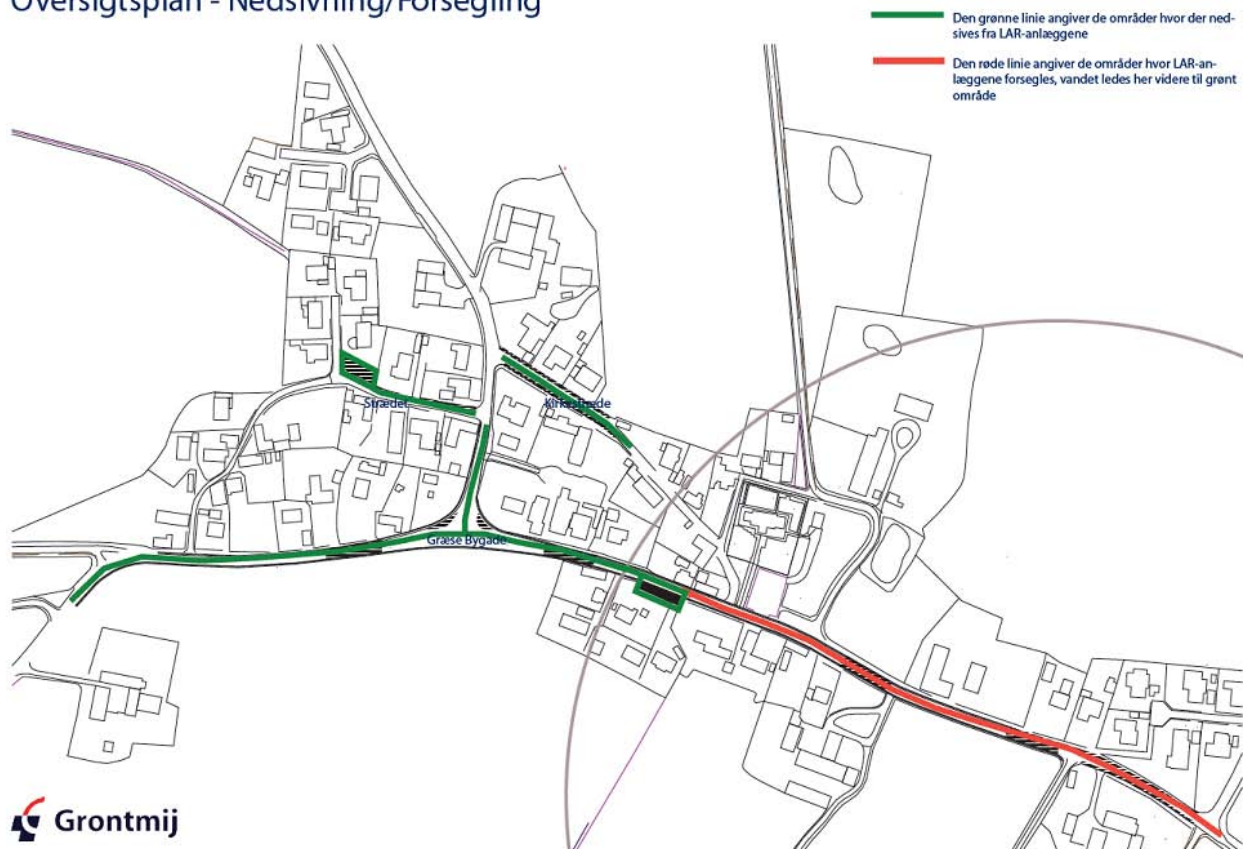 Oversigtsplan - Nedsivning/Forsegling
Den grønne linie angiver de områder hvor der ned-
sives fra LAR-anlæggene
Den røde linie angiver de områder hvor LAR-an-
læggene forsegles, vandet ledes her videre til grønt
område
Strædet
Kirkestræde
Græse Bygade
Grontmij